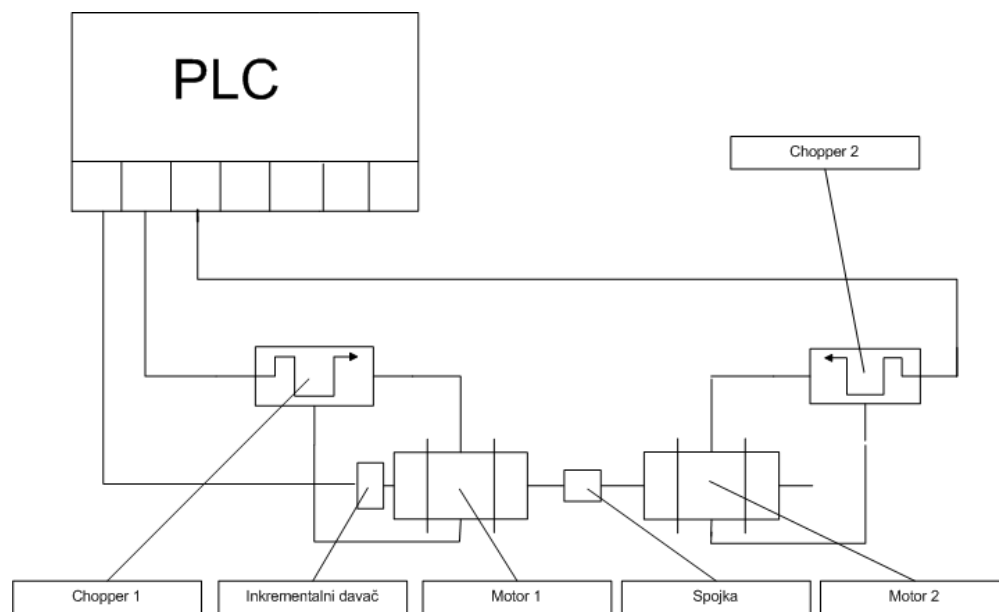 PLC
Chopper 2
Chopper 1
Inkrementalni davač
Motor 1
Spojka
Motor 2